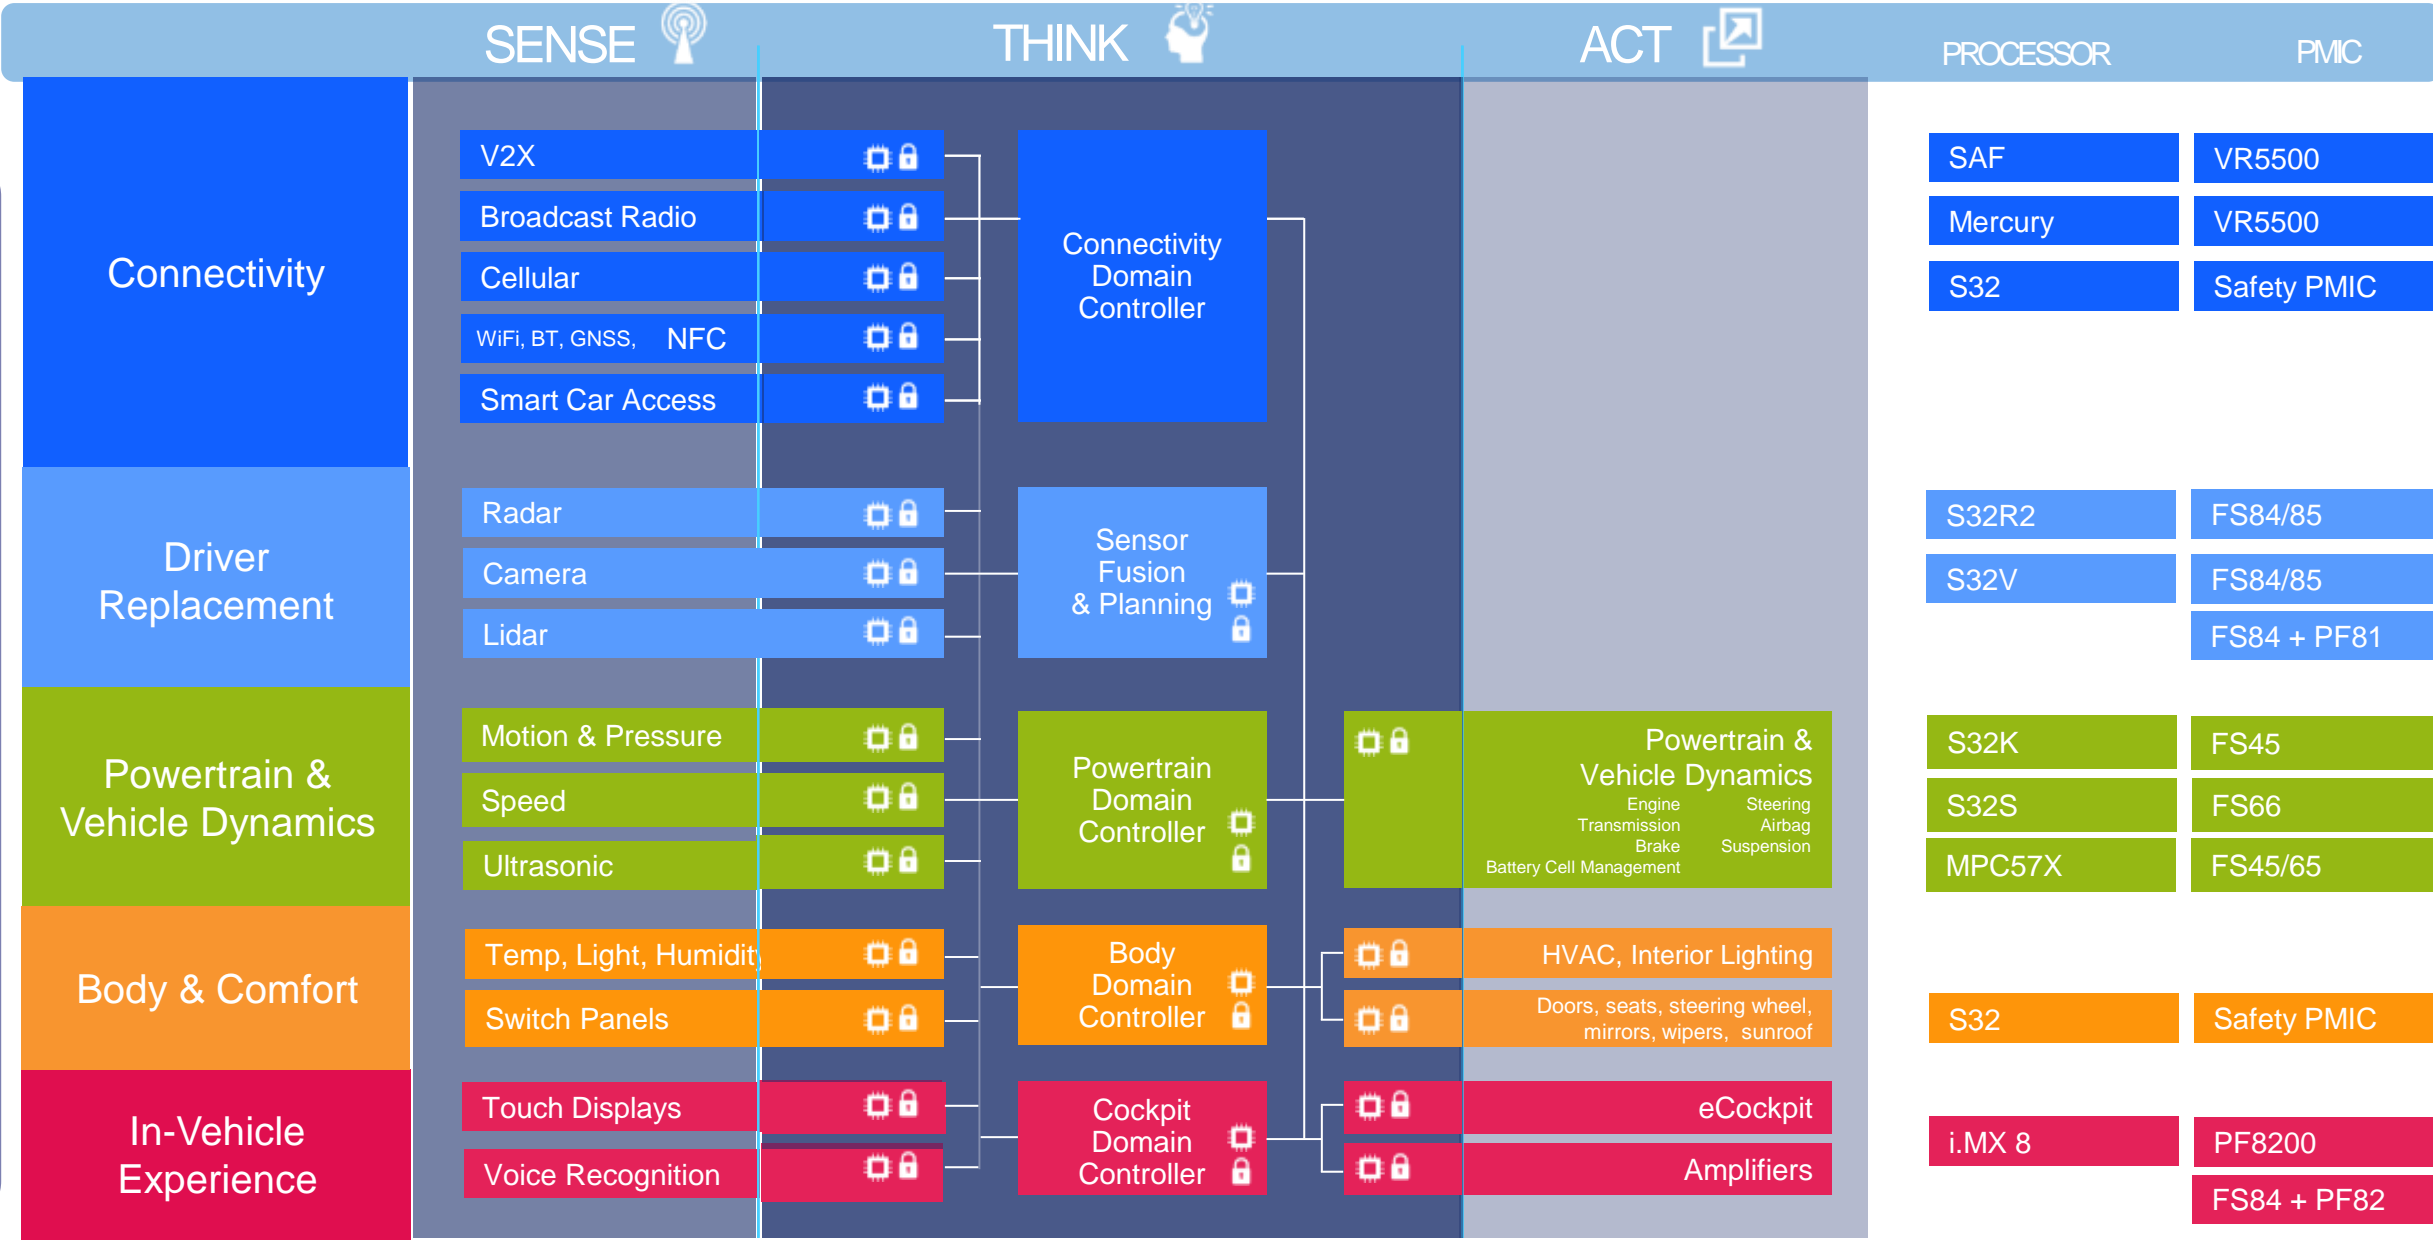 SENSE
THINK
ACT
PROCESSOR
PMIC
Connectivity
V2X
Broadcast Radio
Cellular
WiFi, BT, GNSS, NFC
Smart Car Access
Connectivity
Domain
Controller
SAF
VR5500
Mercury
VR5500
S32
Safety PMIC
Driver
Replacement
Radar
Camera
Lidar
Sensor
Fusion
& Planning
S32R2
FS84/85
S32V
FS84/85
FS84 + PF81
Powertrain &
Vehicle Dynamics
Motion & Pressure
Speed
Ultrasonic
Powertrain
Domain
Controller
Powertrain &
Vehicle Dynamics
Engine Steering
Transmission Airbag
Brake Suspension
Battery Cell Management
S32K
FS45
S32S
FS66
MPC57X
FS45/65
Body & Comfort
Temp, Light, Humidity
Switch Panels
Body
Domain
Controller
HVAC, Interior Lighting
Doors, seats, steering wheel,
mirrors, wipers, sunroof
S32
Safety PMIC
In-Vehicle
Experience
Touch Displays
Voice Recognition
Cockpit
Domain
Controller
eCockpit
Amplifiers
i.MX 8
PF8200
FS84 + PF82